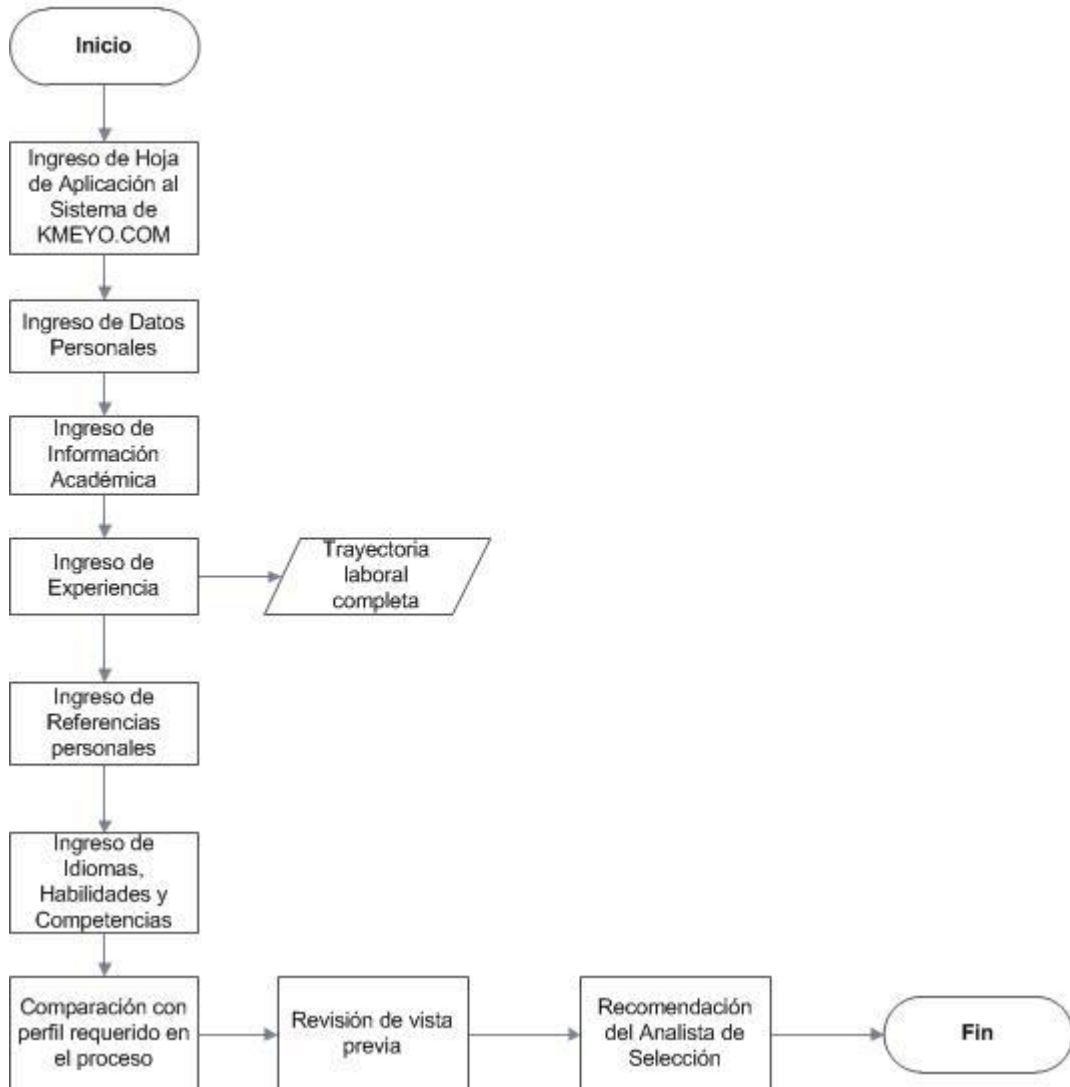 Inicio
Ingreso de Hoja
de Aplicación al
Sistema de
KMEYO.COM
Ingreso de Datos
Personales
Ingreso de
Información
Académica
Ingreso de
Experiencia
Trayectoria
laboral
completa
Ingreso de
Referencias
personales
Ingreso de
Idiomas,
Habilidades y
Competencias
Comparación con
perfil requerido en
el proceso
Revisión de vista
previa
Recomendación
del Analista de
Selección
Fin